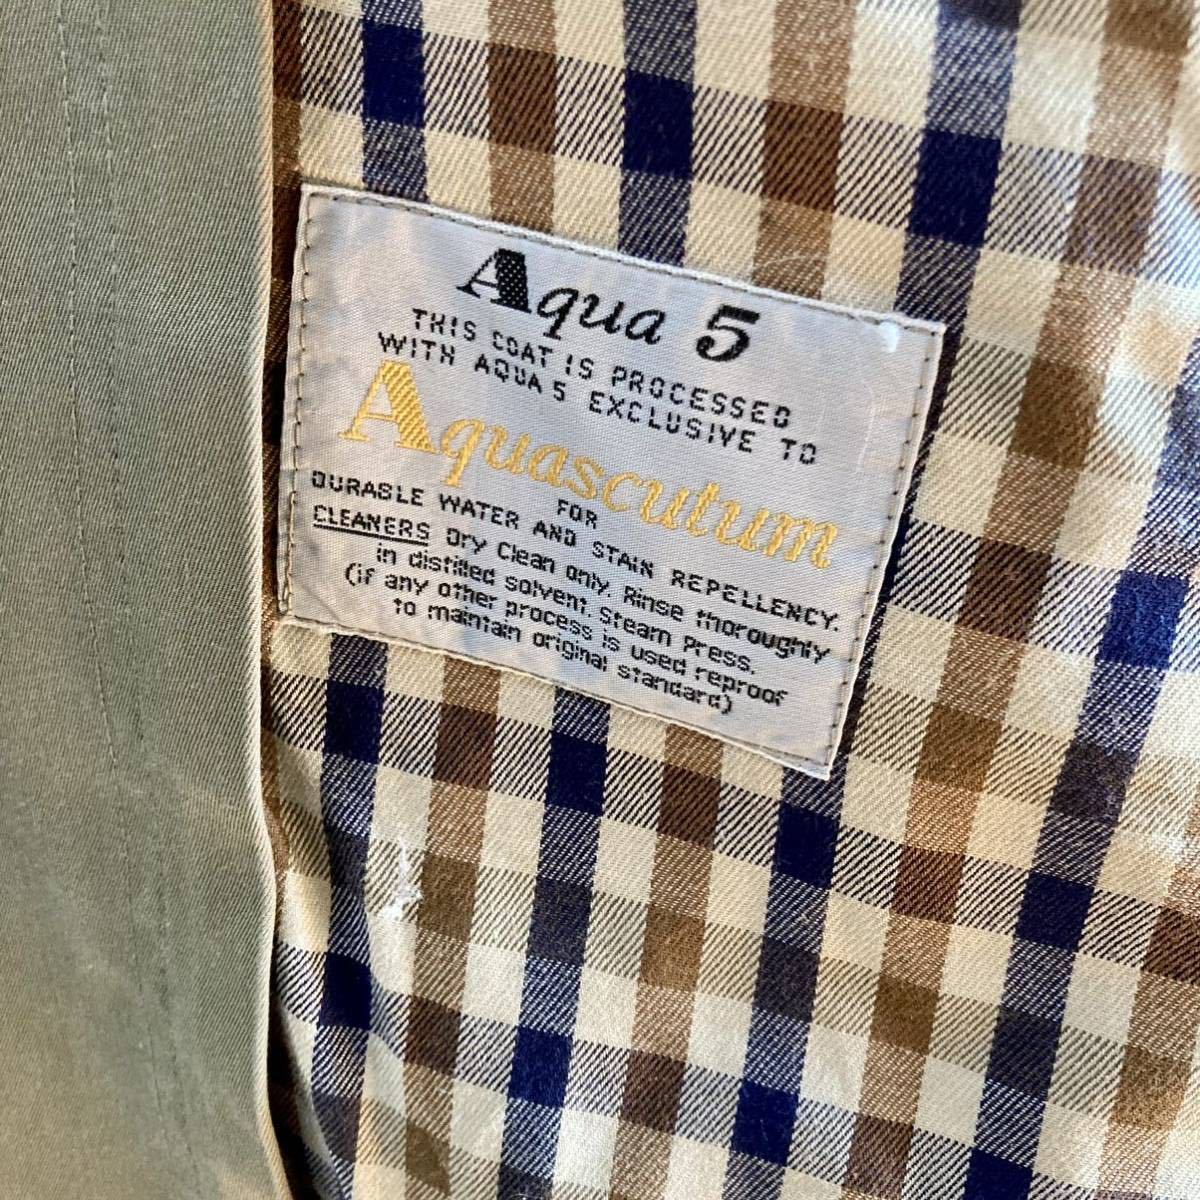 Aqua 5
THIS COAT IS PROCESSED
WITH AQUA 5 EXCLUSIVE TO
Aquascutum
FOR
DURABLE WATER AND STAIN REPELLENCY.
CLEANERS Dry Clean only. Rinse thoroughly
in distilled solvent. Steam Press.
(if any other process is used reproof
to maintain original standard)